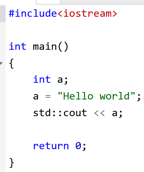 #include<iostream>
int main()
{
int a;
a = "Hello world";
std::cout << a;
return 0;
}